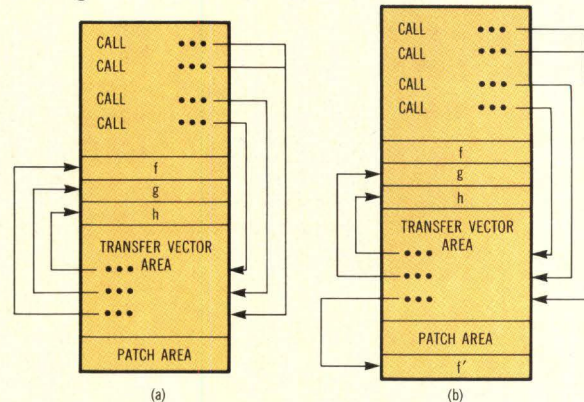 CALL •••
CALL •••
CALL •••
CALL •••
f
g
h
TRANSFER VECTOR
AREA
•••
•••
•••
PATCH AREA
(a)
CALL •••
CALL •••
CALL •••
CALL •••
f
g
h
TRANSFER VECTOR
AREA
•••
•••
•••
PATCH AREA
f′
(b)